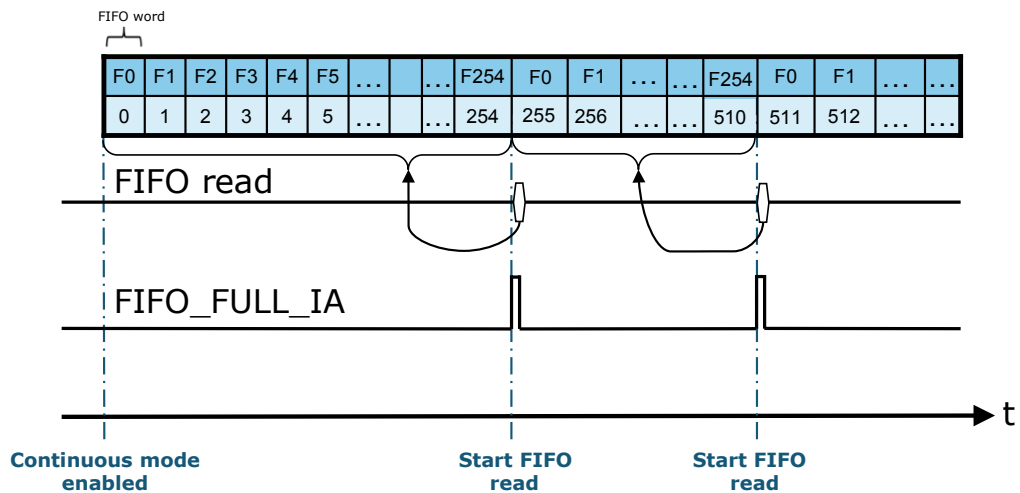 FIFO word
F0 F1 F2 F3 F4 F5 ... ... F254 F0 F1 ... ... F254 F0 F1 ... ...
0 1 2 3 4 5 ... ... 254 255 256 ... ... 510 511 512 ... ...
FIFO read
FIFO_FULL_IA
t
Continuous mode
enabled
Start FIFO
read
Start FIFO
read